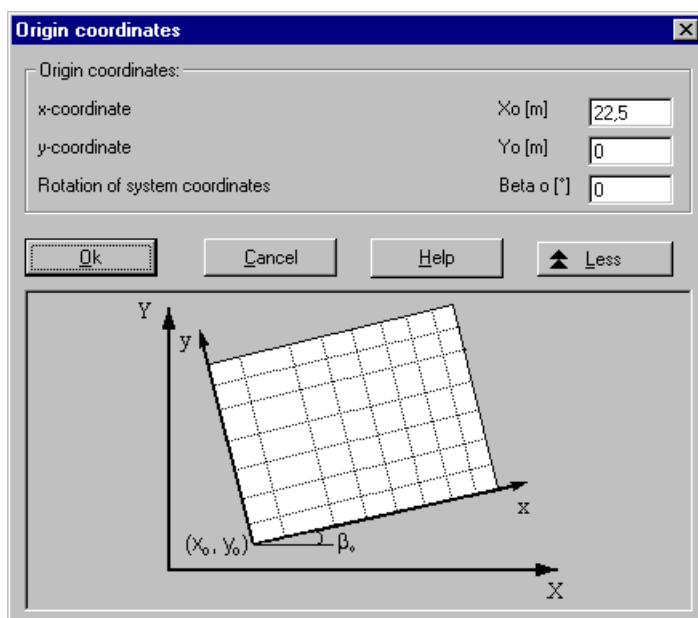 Origin coordinates
Origin coordinates:
x-coordinate Xo [m] 22,5
y-coordinate Yo [m] 0
Rotation of system coordinates Beta o [°] 0
Ok Cancel Help Less
Y
y
x
(x₀, y₀) β₀
X